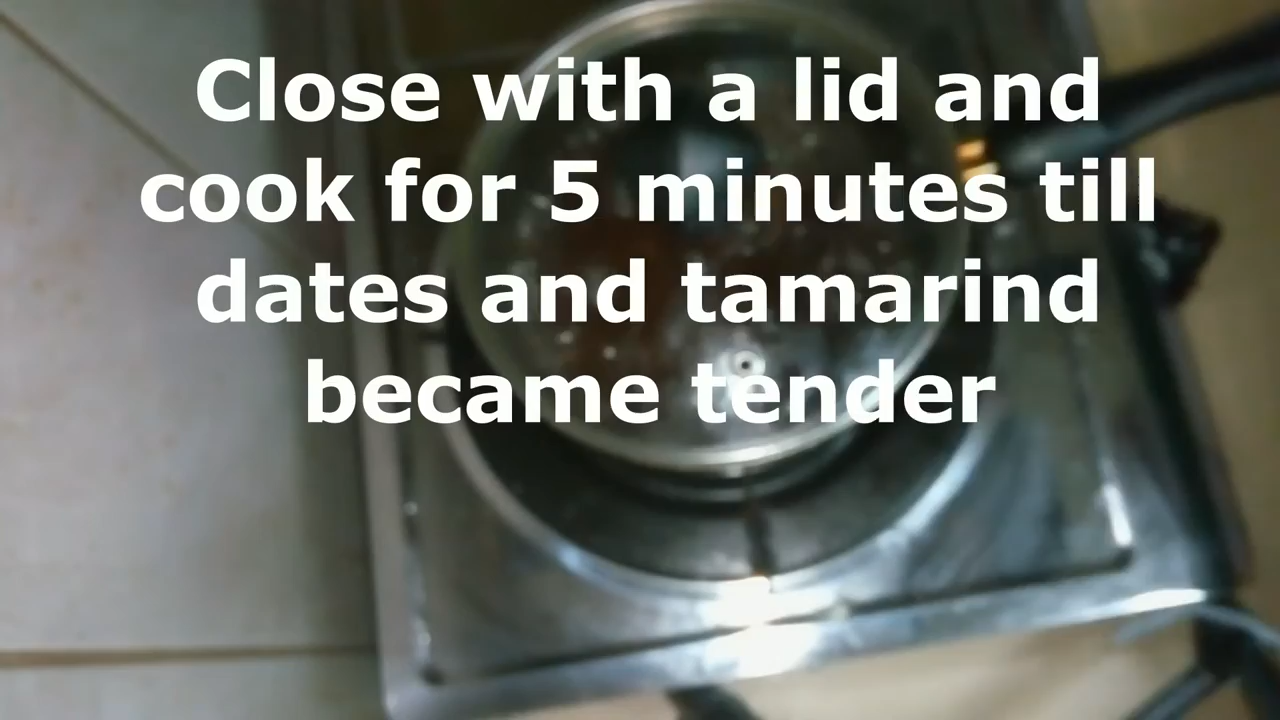 Close with a lid and
cook for 5 minutes till
dates and tamarind
became tender